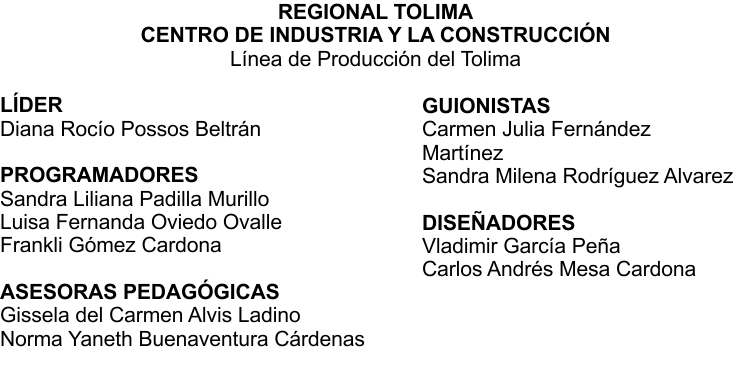 REGIONAL TOLIMA
CENTRO DE INDUSTRIA Y LA CONSTRUCCIÓN
Línea de Producción del Tolima
LÍDER
Diana Rocío Possos Beltrán
PROGRAMADORES
Sandra Liliana Padilla Murillo
Luisa Fernanda Oviedo Ovalle
Frankli Gómez Cardona
ASESORAS PEDAGÓGICAS
Gissela del Carmen Alvis Ladino
Norma Yaneth Buenaventura Cárdenas
GUIONISTAS
Carmen Julia Fernández
Martínez
Sandra Milena Rodríguez Alvarez
DISEÑADORES
Vladimir García Peña
Carlos Andrés Mesa Cardona